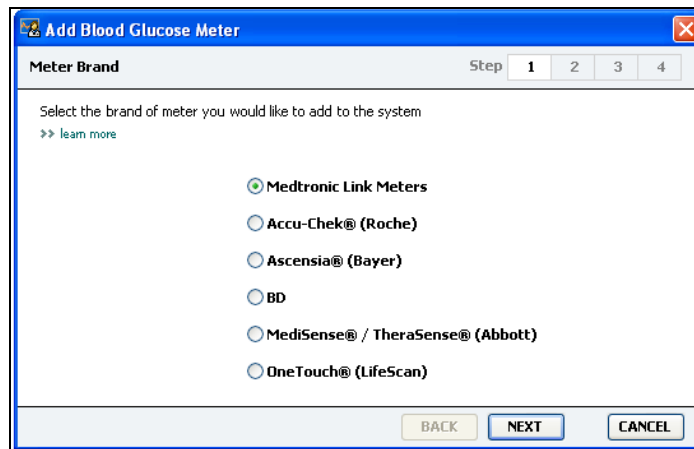 Add Blood Glucose Meter
Meter Brand Step 1 2 3 4
Select the brand of meter you would like to add to the system
>> learn more
Medtronic Link Meters
Accu-Chek® (Roche)
Ascensia® (Bayer)
BD
MediSense® / TheraSense® (Abbott)
OneTouch® (LifeScan)
BACK NEXT CANCEL